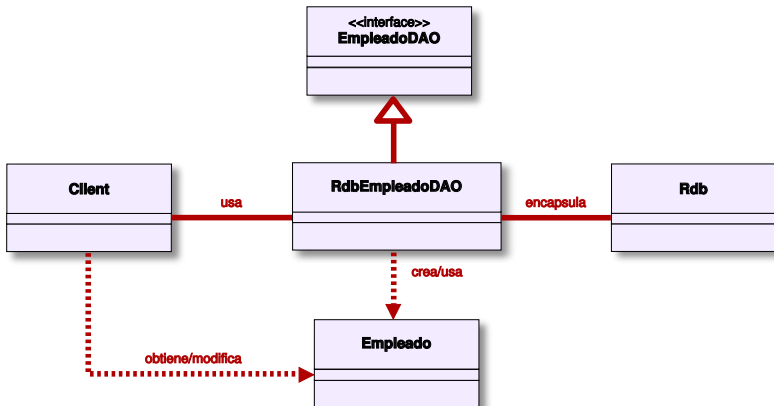 <<interface>>
EmpleadoDAO
Client
usa
RdbEmpleadoDAO
encapsula
Rdb
crea/usa
Empleado
obtiene/modifica